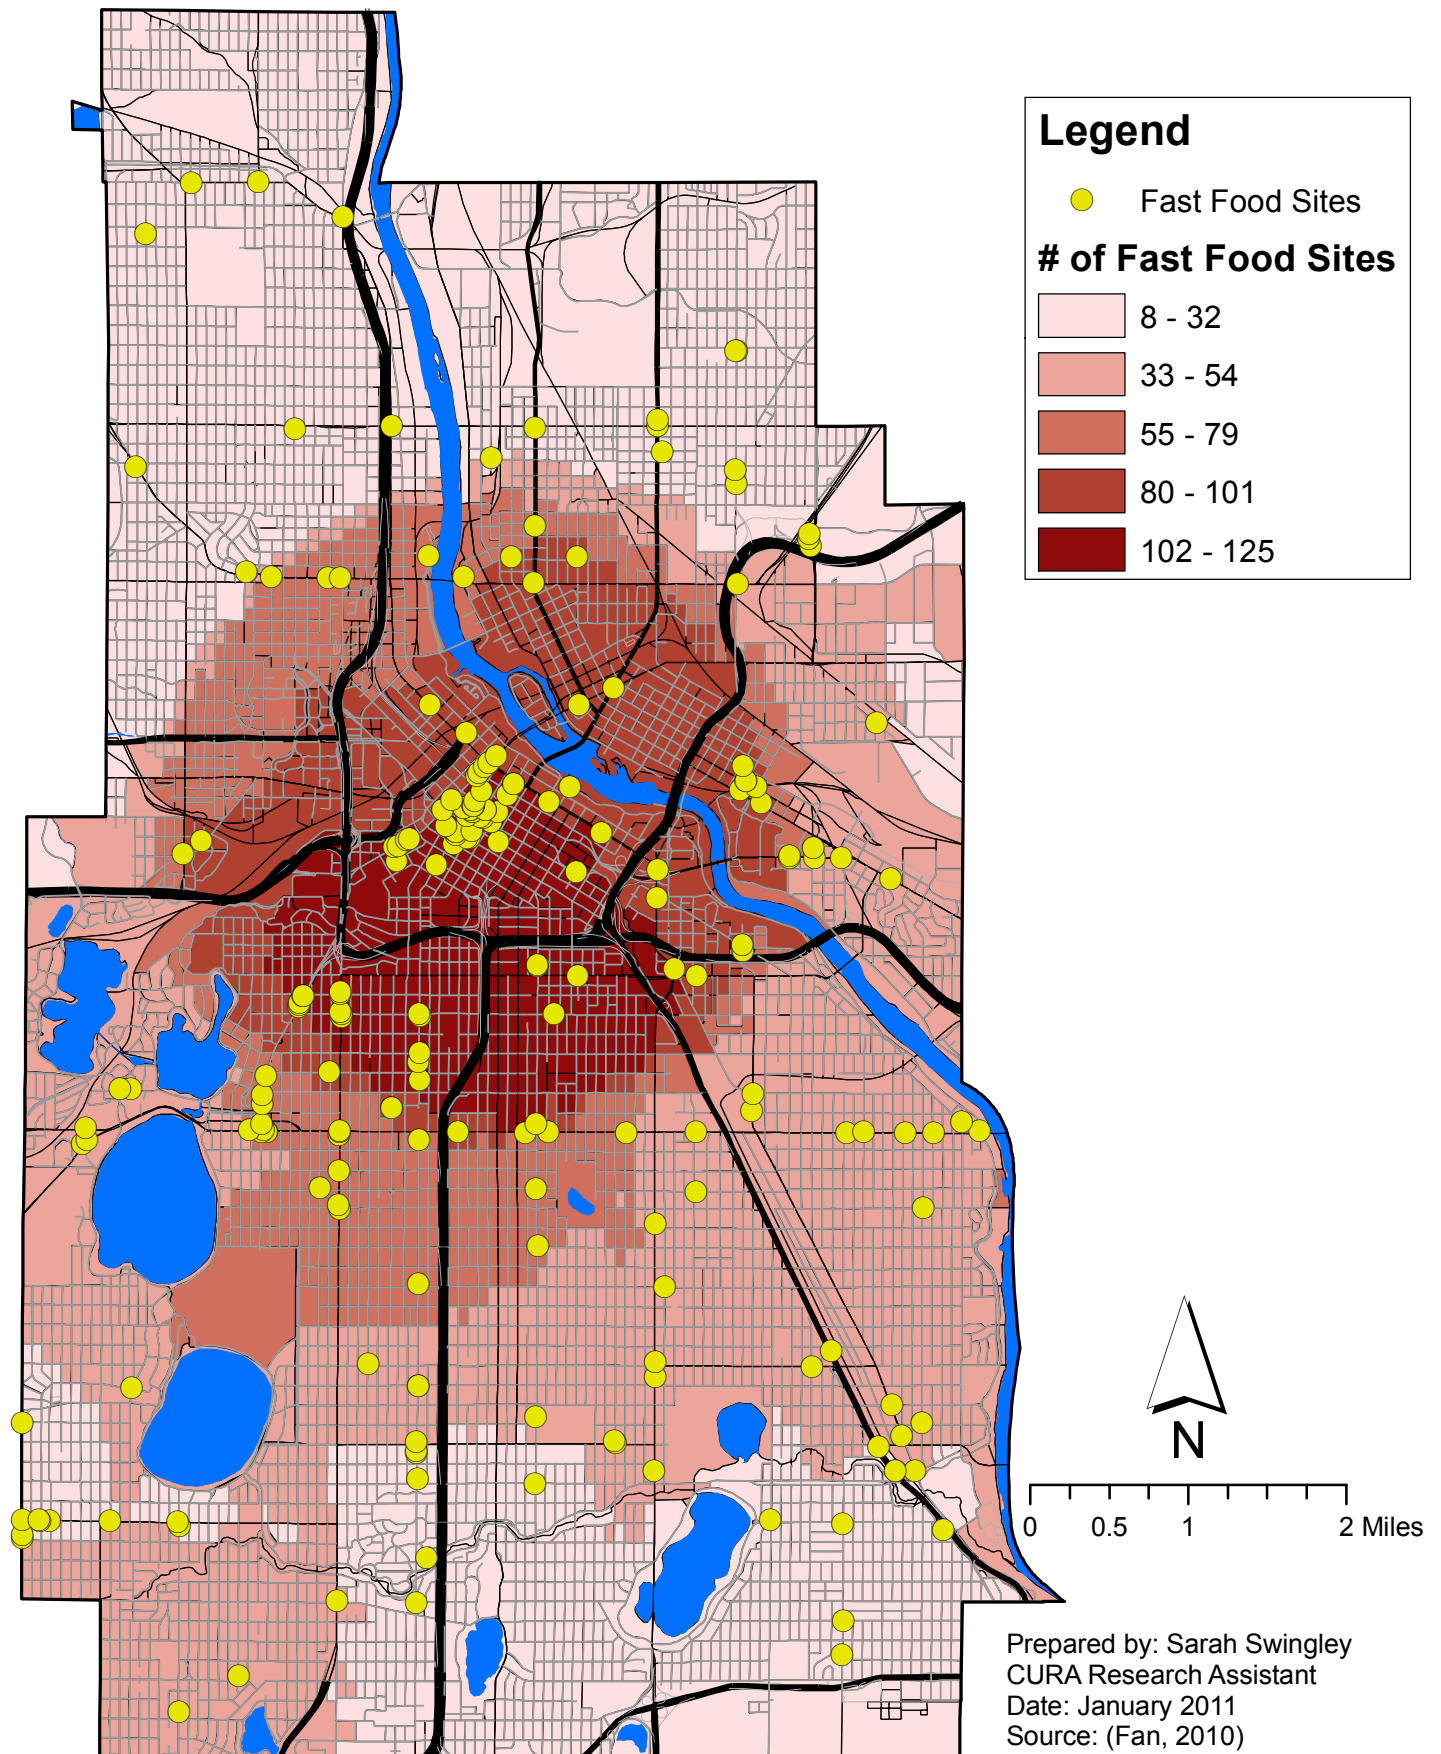 Legend
Fast Food Sites
# of Fast Food Sites
8 - 32
33 - 54
55 - 79
80 - 101
102 - 125
N
0 0.5 1 2 Miles
Prepared by: Sarah Swingley
CURA Research Assistant
Date: January 2011
Source: (Fan, 2010)